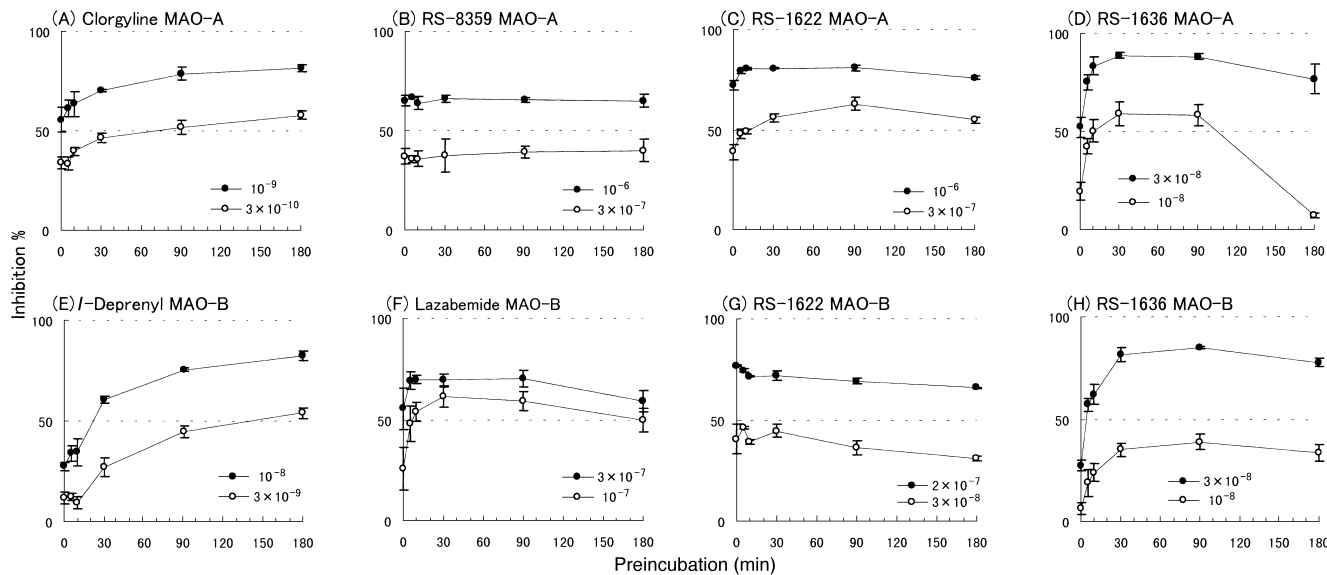 (A) Clorgyline MAO-A
(B) RS-8359 MAO-A
(C) RS-1622 MAO-A
(D) RS-1636 MAO-A
100
50
0
0 30 60 90 120 150 180
10⁻⁹
3×10⁻¹⁰
100
50
0
0 30 60 90 120 150 180
10⁻⁶
3×10⁻⁷
100
50
0
0 30 60 90 120 150 180
10⁻⁶
3×10⁻⁷
100
50
0
0 30 60 90 120 150 180
3×10⁻⁸
10⁻⁸
Inhibition %
(E) l-Deprenyl MAO-B
(F) Lazabemide MAO-B
(G) RS-1622 MAO-B
(H) RS-1636 MAO-B
100
50
0
0 30 60 90 120 150 180
10⁻⁸
3×10⁻⁹
100
50
0
0 30 60 90 120 150 180
3×10⁻⁷
10⁻⁷
100
50
0
0 30 60 90 120 150 180
2×10⁻⁷
3×10⁻⁸
100
50
0
0 30 60 90 120 150 180
3×10⁻⁸
10⁻⁸
Preincubation (min)